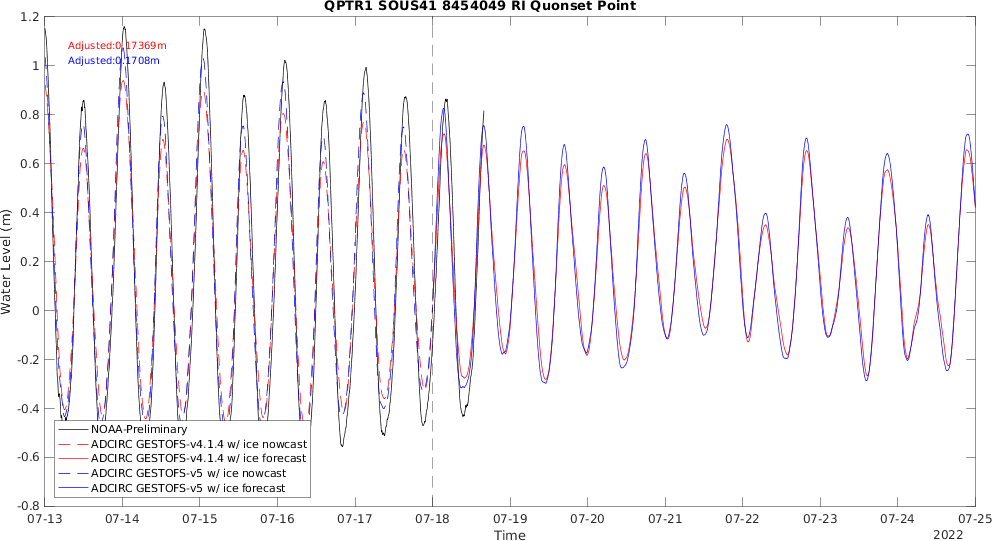 QPTR1 SOUS41 8454049 RI Quonset Point
1.2
Adjusted:0.17369m
Adjusted:0.1708m
1
0.8
0.6
0.4
0.2
0
-0.2
-0.4
-0.6
-0.8
Water Level (m)
NOAA-Preliminary
ADCIRC GESTOFS-v4.1.4 w/ ice nowcast
ADCIRC GESTOFS-v4.1.4 w/ ice forecast
ADCIRC GESTOFS-v5 w/ ice nowcast
ADCIRC GESTOFS-v5 w/ ice forecast
07-13 07-14 07-15 07-16 07-17 07-18 07-19 07-20 07-21 07-22 07-23 07-24 07-25
Time
2022